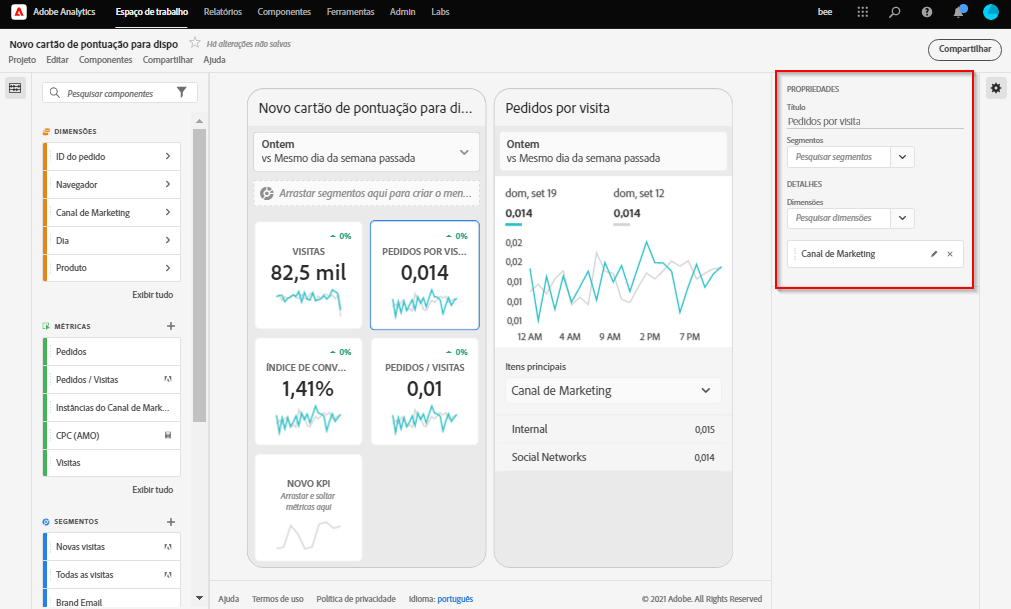 Adobe Analytics Espaço de trabalho Relatórios Componentes Ferramentas Admin Labs bee
Novo cartão de pontuação para dispo Há alterações não salvas
Compartilhar
Projeto Editar Componentes Compartilhar Ajuda
Pesquisar componentes
DIMENSÕES
ID do pedido
Navegador
Canal de Marketing
Dia
Produto
Exibir tudo
MÉTRICAS
Pedidos
Pedidos / Visitas
Instâncias do Canal de Mark...
CPC (AMO)
Visitas
Exibir tudo
SEGMENTOS
Novas visitas
Todas as visitas
Brand Email
Novo cartão de pontuação para disp...
Ontem
vs Mesmo dia da semana passada
Arrastar segmentos aqui para criar o men...
0%
VISITAS
82,5 mil
0%
PEDIDOS POR VIS...
0,014
0%
ÍNDICE DE CONV...
1,41%
0%
PEDIDOS / VISITAS
0,01
NOVO KPI
Arrastar e soltar
métricas aqui
Pedidos por visita
Ontem
vs Mesmo dia da semana passada
dom, set 19 dom, set 12
0,014 0,014
0,02
0,02
0,01
0,01
0,01
12 AM 4 AM 9 AM 2 PM 7 PM
Itens principais
Canal de Marketing
Internal 0,015
Social Networks 0,014
PROPRIEDADES
Título
Pedidos por visita
Segmentos
Pesquisar segmentos
DETALHES
Dimensões
Pesquisar dimensões
Canal de Marketing
Ajuda Termos de uso Política de privacidade Idioma: português © 2021 Adobe. All Rights Reserved